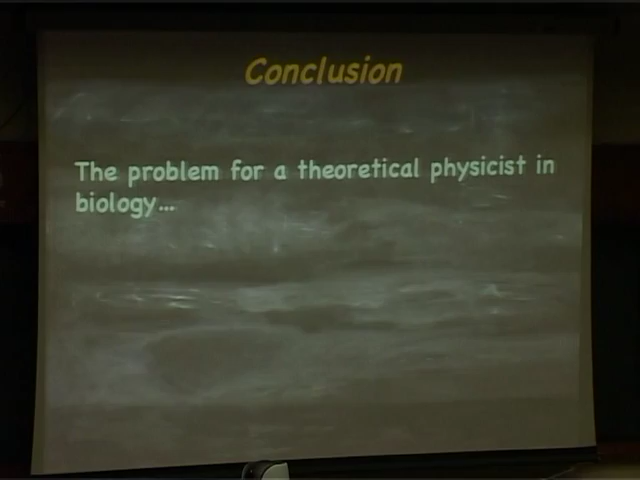 Conclusion
The problem for a theoretical physicist in
biology...